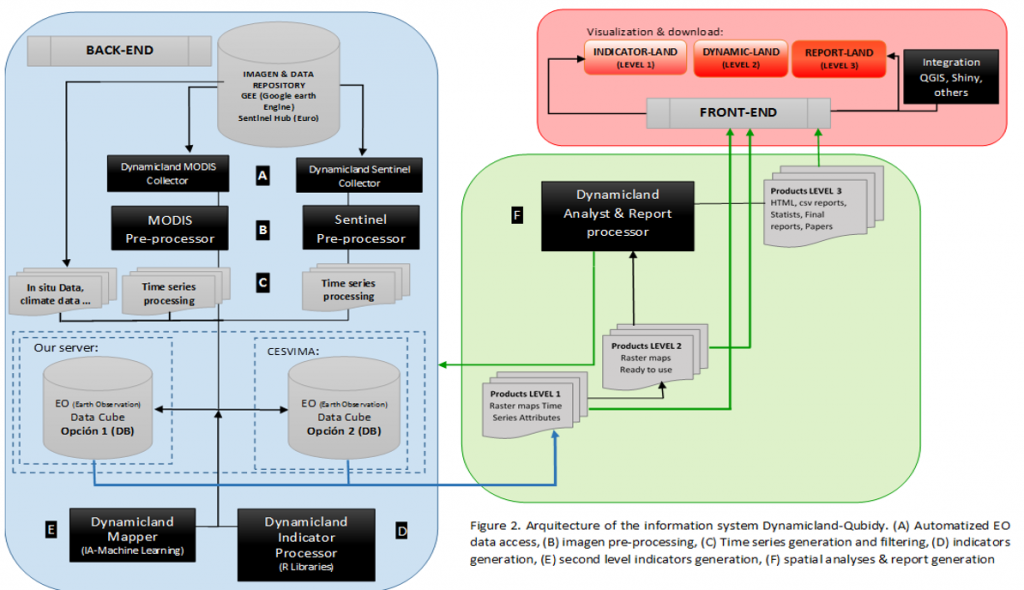 BACK-END
IMAGEN & DATA
REPOSITORY
GEE (Google earth
Engine)
Sentinel Hub (Euro)
Dynamicland MODIS
Collector
A
Dynamicland Sentinel
Collector
MODIS
Pre-processor
B
Sentinel
Pre-processor
In situ Data,
climate data ...
Time series
processing
C
Time series
processing
Our server:
EO (Earth Observation)
Data Cube
Opción 1 (DB)
CESVIMA:
EO (Earth Observation)
Data Cube
Opción 2 (DB)
E
Dynamicland
Mapper
(IA-Machine Learning)
Dynamicland
Indicator
Processor
(R Libraries)
D
Visualization & download:
INDICATOR-LAND
(LEVEL 1)
DYNAMIC-LAND
(LEVEL 2)
REPORT-LAND
(LEVEL 3)
Integration
QGIS, Shiny,
others
FRONT-END
F
Dynamicland
Analyst & Report
processor
Products LEVEL 3
HTML, csv reports,
Statists, Final
reports, Papers
Products LEVEL 2
Raster maps
Ready to use
Products LEVEL 1
Raster maps Time
Series Attributes
Figure 2. Arquitecture of the information system Dynamicland-Qubidy. (A) Automatized EO
data access, (B) imagen pre-processing, (C) Time series generation and filtering, (D) indicators
generation, (E) second level indicators generation, (F) spatial analyses & report generation